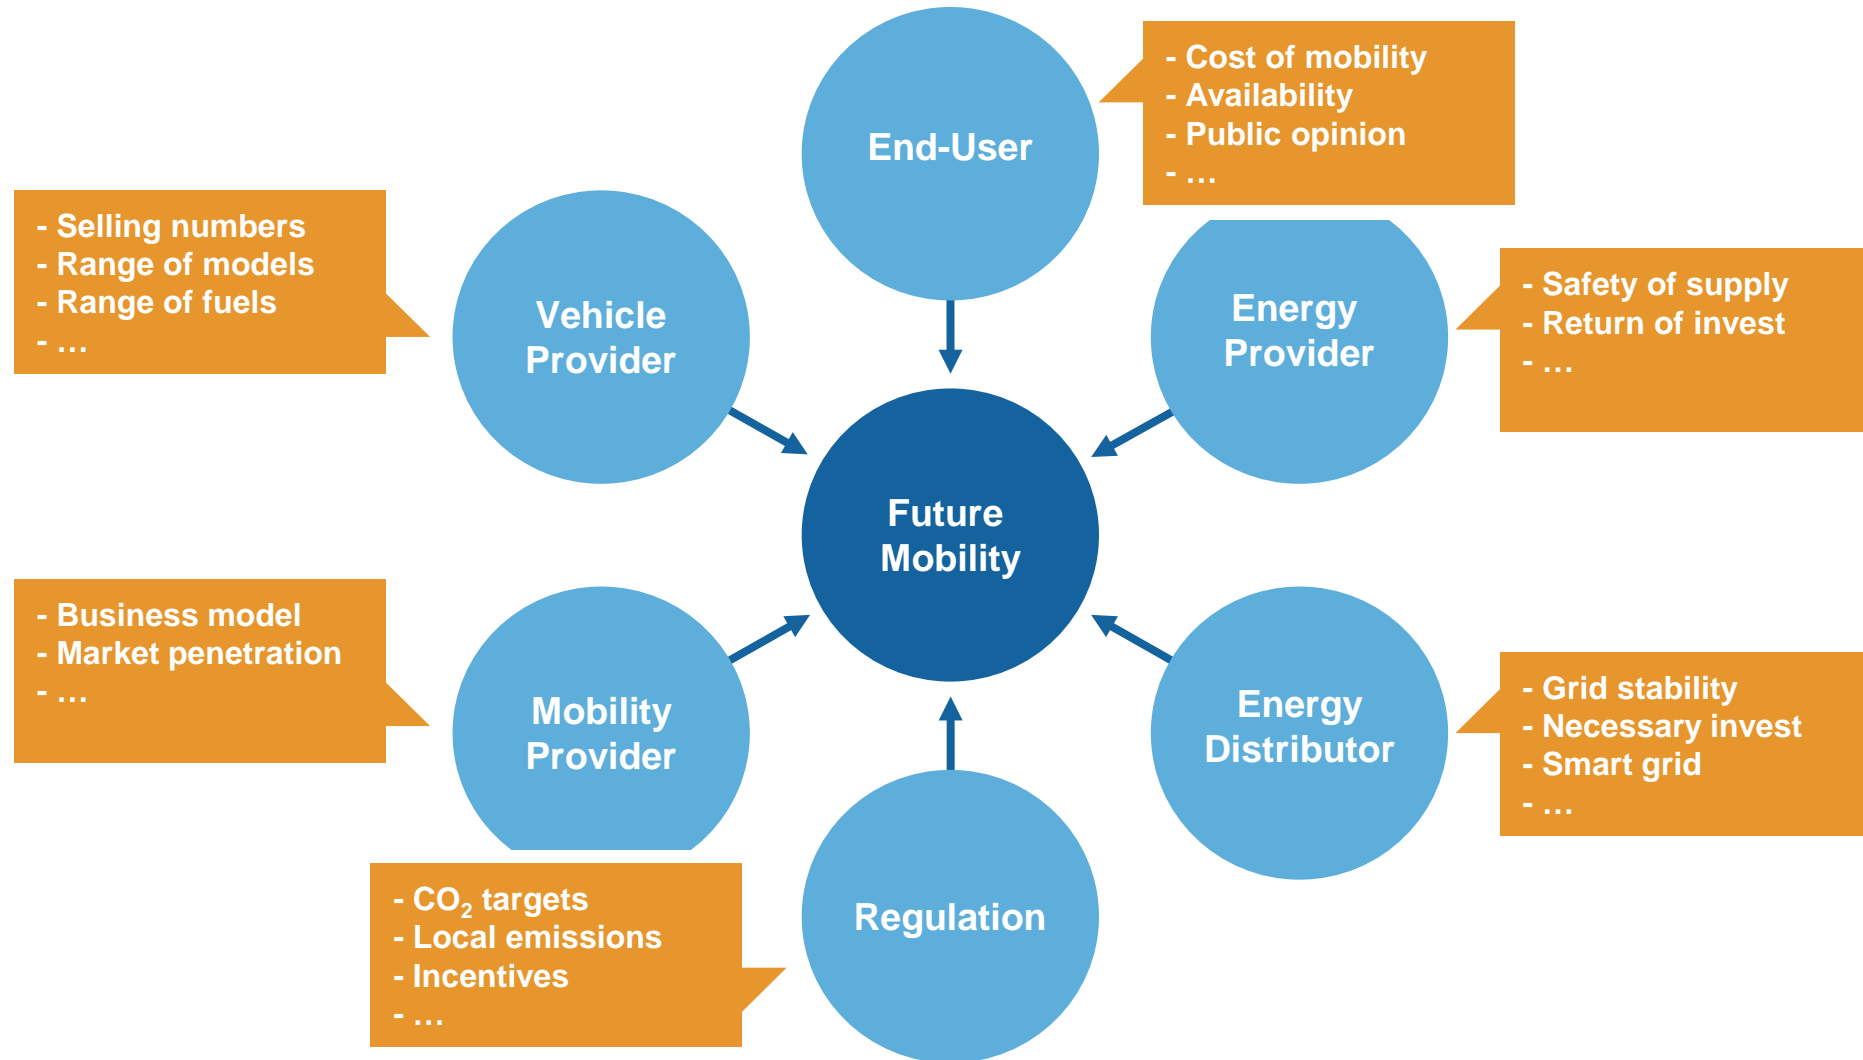 End-User
- Cost of mobility
- Availability
- Public opinion
- …
- Selling numbers
- Range of models
- Range of fuels
- …
Vehicle
Provider
Energy
Provider
- Safety of supply
- Return of invest
- …
Future
Mobility
- Business model
- Market penetration
- …
Mobility
Provider
Energy
Distributor
- Grid stability
- Necessary invest
- Smart grid
- …
- CO₂ targets
- Local emissions
- Incentives
- …
Regulation